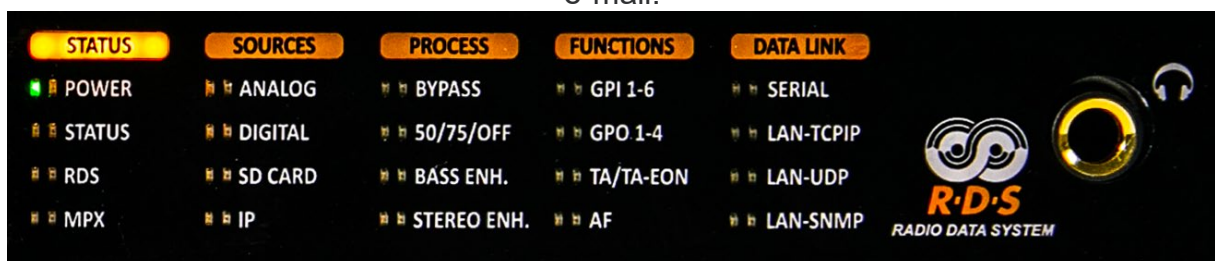 e-mail.
STATUS SOURCES PROCESS FUNCTIONS DATA LINK
POWER ANALOG BYPASS GPI 1-6 SERIAL
STATUS DIGITAL 50/75/OFF GPO 1-4 LAN-TCPIP
RDS SD CARD BASS ENH. TA/TA-EON LAN-UDP
MPX IP STEREO ENH. AF LAN-SNMP
R·D·S
RADIO DATA SYSTEM